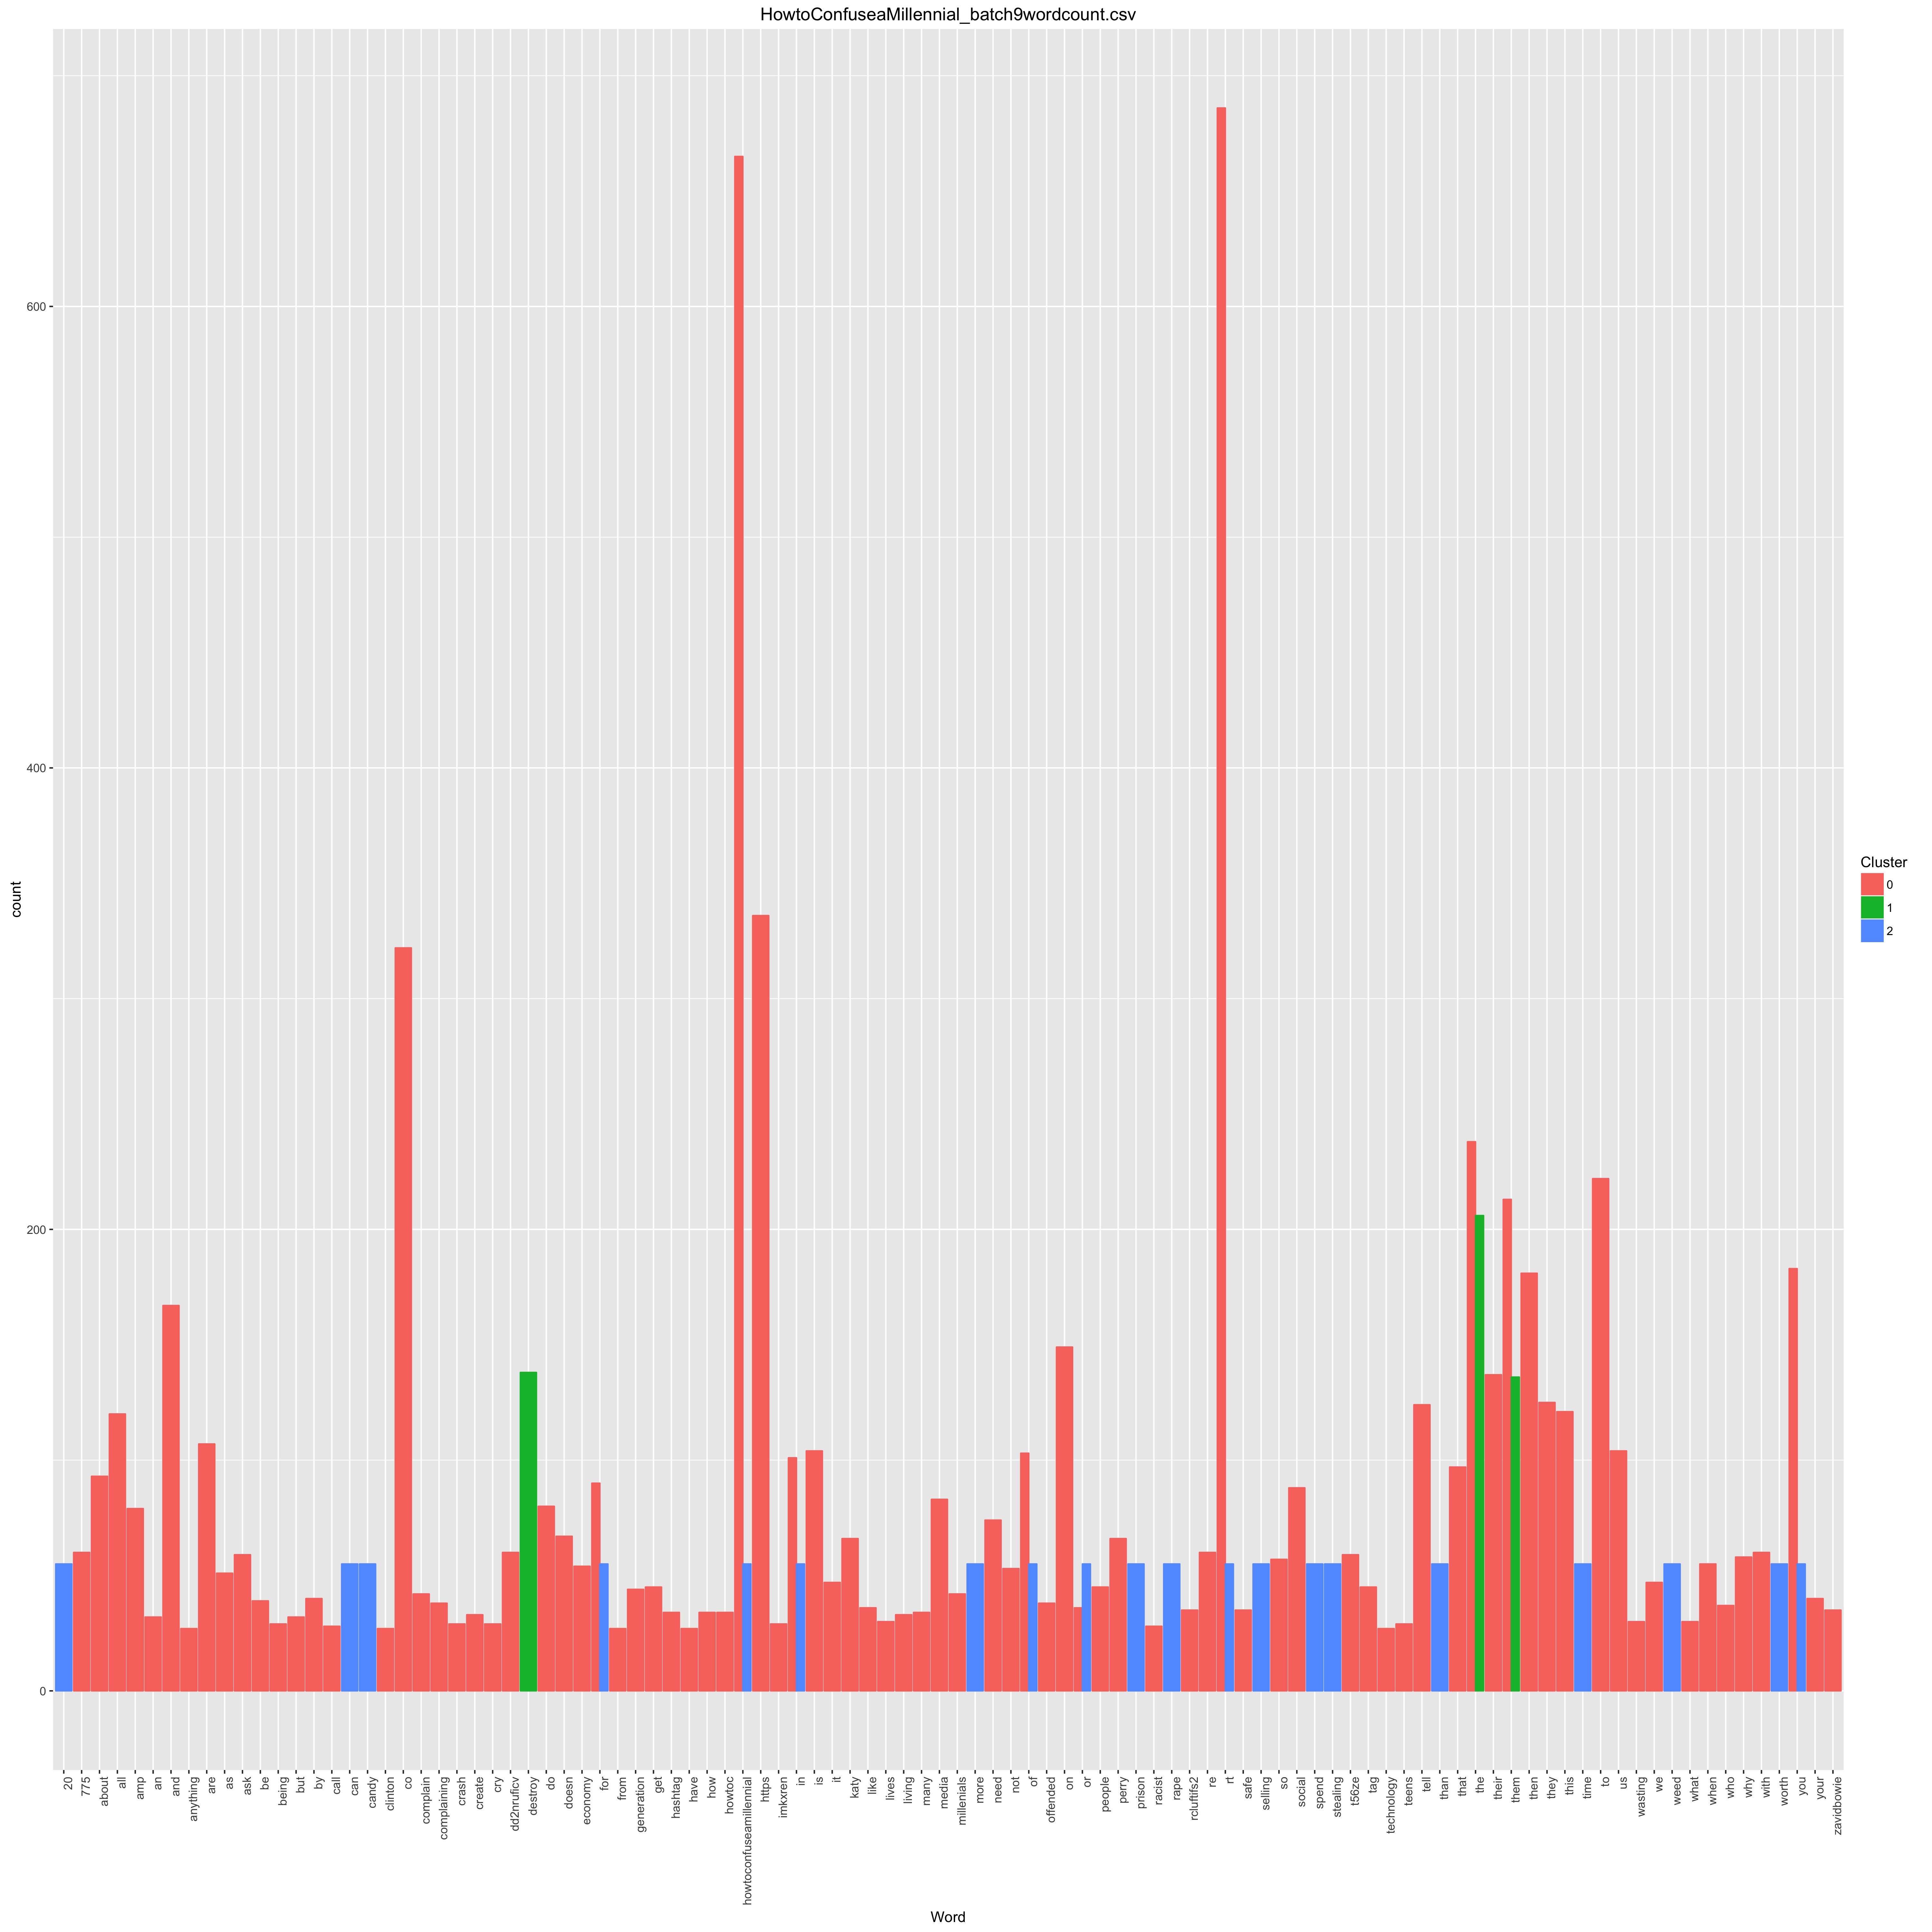 HowtoConfuseaMillennial_batch9wordcount.csv
600
400
200
0
count
Cluster
0
1
2
20
775
about
all
amp
an
and
anything
are
as
ask
be
being
but
by
call
can
candy
clinton
co
complain
complaining
crash
create
cry
dd2nruficv
destroy
do
doesn
economy
for
from
generation
get
hashtag
have
how
howtoc
howtoconfuseamillennial
https
imkxxren
in
is
it
katy
like
lives
living
many
media
millenials
more
need
not
of
offended
on
or
people
perry
prison
racist
rape
rcluftifs2
re
rt
safe
selling
so
social
spend
stealing
t56ze
tag
technology
teens
tell
than
that
the
their
them
then
they
this
time
to
us
wasting
we
weed
what
when
who
why
with
worth
you
your
zavidbowie
Word